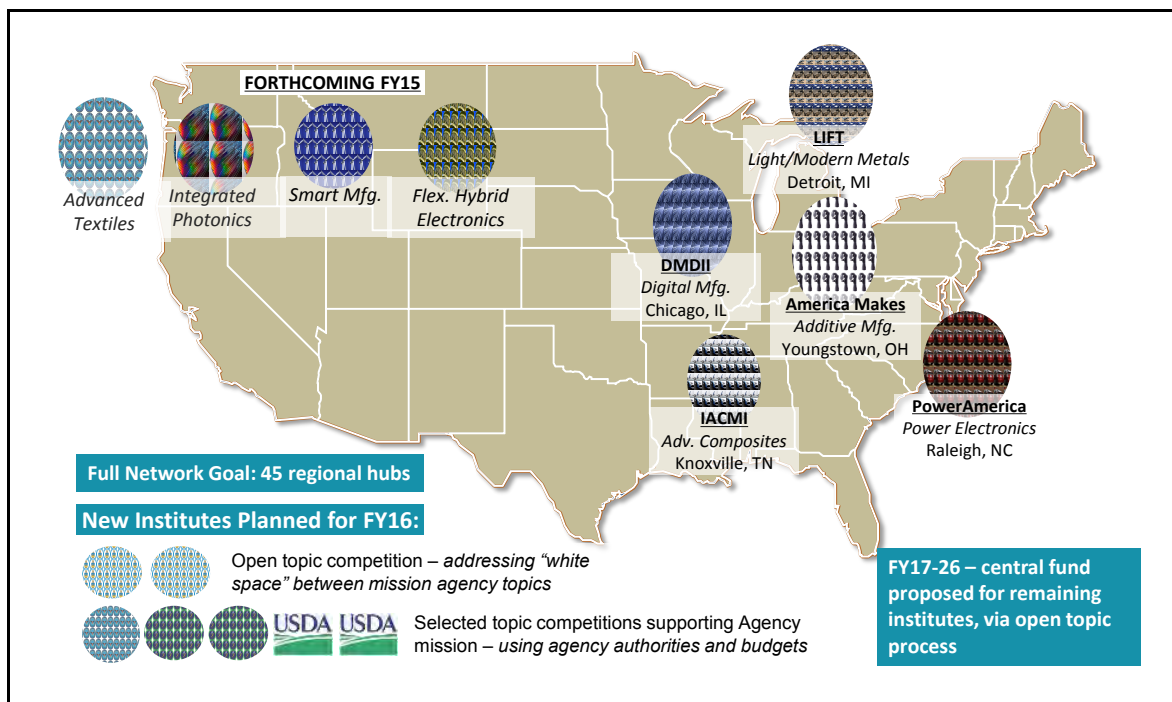 FORTHCOMING FY15
Advanced
Textiles
Integrated
Photonics
Smart Mfg.
Flex. Hybrid
Electronics
LIFT
Light/Modern Metals
Detroit, MI
DMDII
Digital Mfg.
Chicago, IL
America Makes
Additive Mfg.
Youngstown, OH
IACMI
Adv. Composites
Knoxville, TN
PowerAmerica
Power Electronics
Raleigh, NC
Full Network Goal: 45 regional hubs
New Institutes Planned for FY16:
Open topic competition – addressing “white
space” between mission agency topics
USDA USDA
Selected topic competitions supporting Agency
mission – using agency authorities and budgets
FY17-26 – central fund
proposed for remaining
institutes, via open topic
process